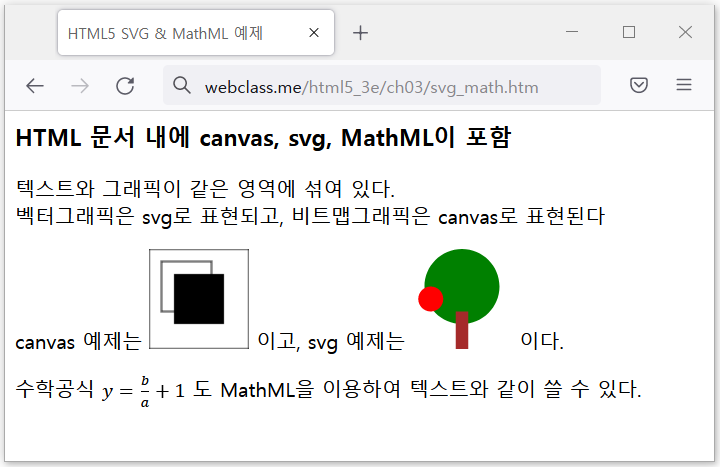 HTML5 SVG & MathML 예제
webclass.me/html5_3e/ch03/svg_math.htm
HTML 문서 내에 canvas, svg, MathML이 포함
텍스트와 그래픽이 같은 영역에 섞여 있다.
벡터그래픽은 svg로 표현되고, 비트맵그래픽은 canvas로 표현된다
canvas 예제는 이고, svg 예제는 이다.
수학공식 y = b/a + 1 도 MathML을 이용하여 텍스트와 같이 쓸 수 있다.